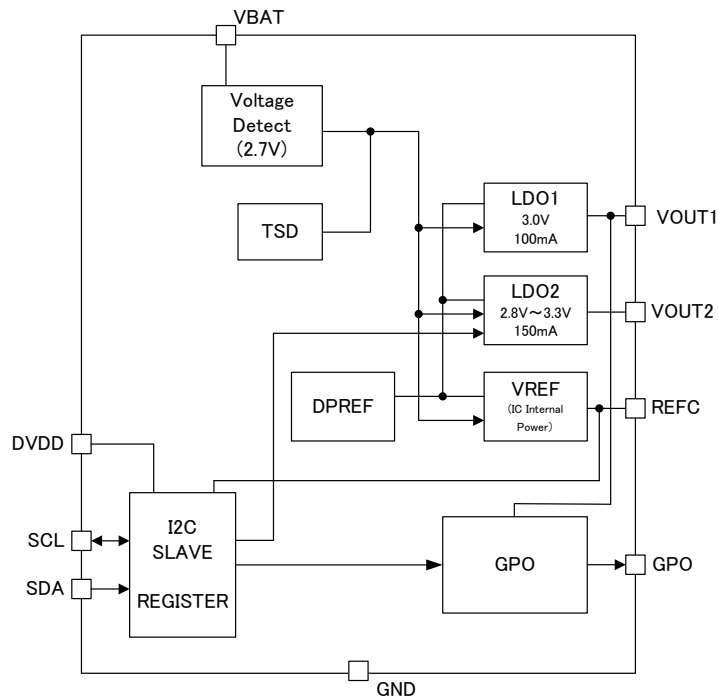 VBAT
Voltage
Detect
(2.7V)
TSD
LDO1
3.0V
100mA
VOUT1
LDO2
2.8V～3.3V
150mA
VOUT2
DPREF
VREF
(IC Internal
Power)
REFC
DVDD
SCL
SDA
I2C
SLAVE
REGISTER
GPO
GPO
GND